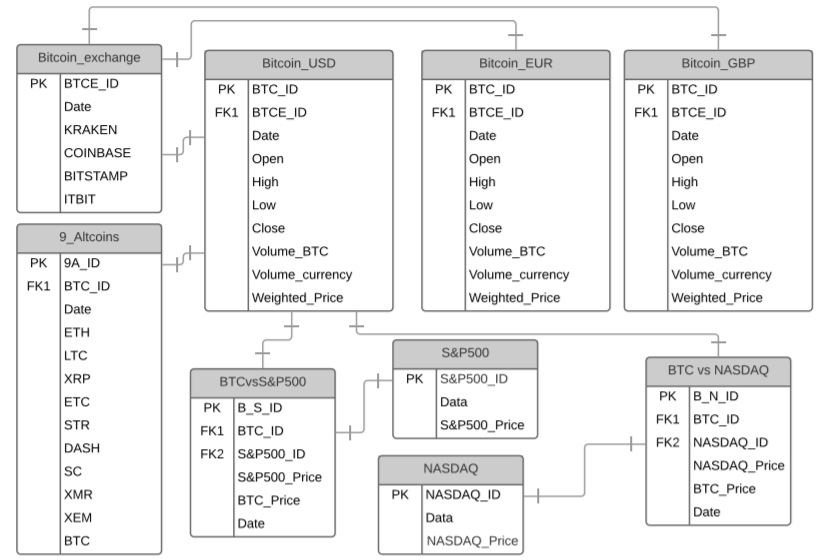 Bitcoin_exchange
PK BTCE_ID
Date
KRAKEN
COINBASE
BITSTAMP
ITBIT
Bitcoin_USD
PK BTC_ID
FK1 BTCE_ID
Date
Open
High
Low
Close
Volume_BTC
Volume_currency
Weighted_Price
Bitcoin_EUR
PK BTC_ID
FK1 BTCE_ID
Date
Open
High
Low
Close
Volume_BTC
Volume_currency
Weighted_Price
Bitcoin_GBP
PK BTC_ID
FK1 BTCE_ID
Date
Open
High
Low
Close
Volume_BTC
Volume_currency
Weighted_Price
9_Altcoins
PK 9A_ID
FK1 BTC_ID
Date
ETH
LTC
XRP
ETC
STR
DASH
SC
XMR
XEM
BTC
BTCvsS&P500
PK B_S_ID
FK1 BTC_ID
FK2 S&P500_ID
S&P500_Price
BTC_Price
Date
S&P500
PK S&P500_ID
Data
S&P500_Price
NASDAQ
PK NASDAQ_ID
Data
NASDAQ_Price
BTC vs NASDAQ
PK B_N_ID
FK1 BTC_ID
FK2 NASDAQ_ID
NASDAQ_Price
BTC_Price
Date